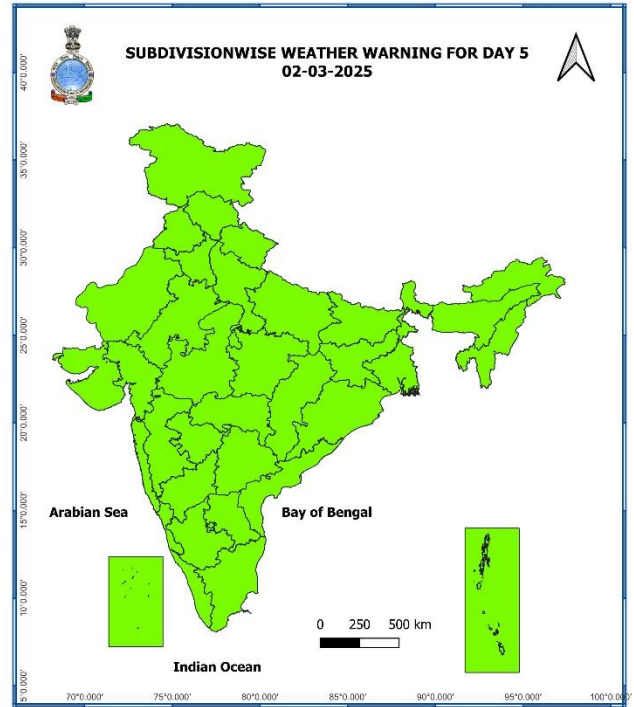 SUBDIVISIONWISE WEATHER WARNING FOR DAY 5
02-03-2025
40°0.000'
35°0.000'
30°0.000'
25°0.000'
20°0.000'
15°0.000'
10°0.000'
5°0.000'
Arabian Sea
Bay of Bengal
0 250 500 km
Indian Ocean
70°0.000' 75°0.000' 80°0.000' 85°0.000' 90°0.000' 95°0.000' 100°0.000'